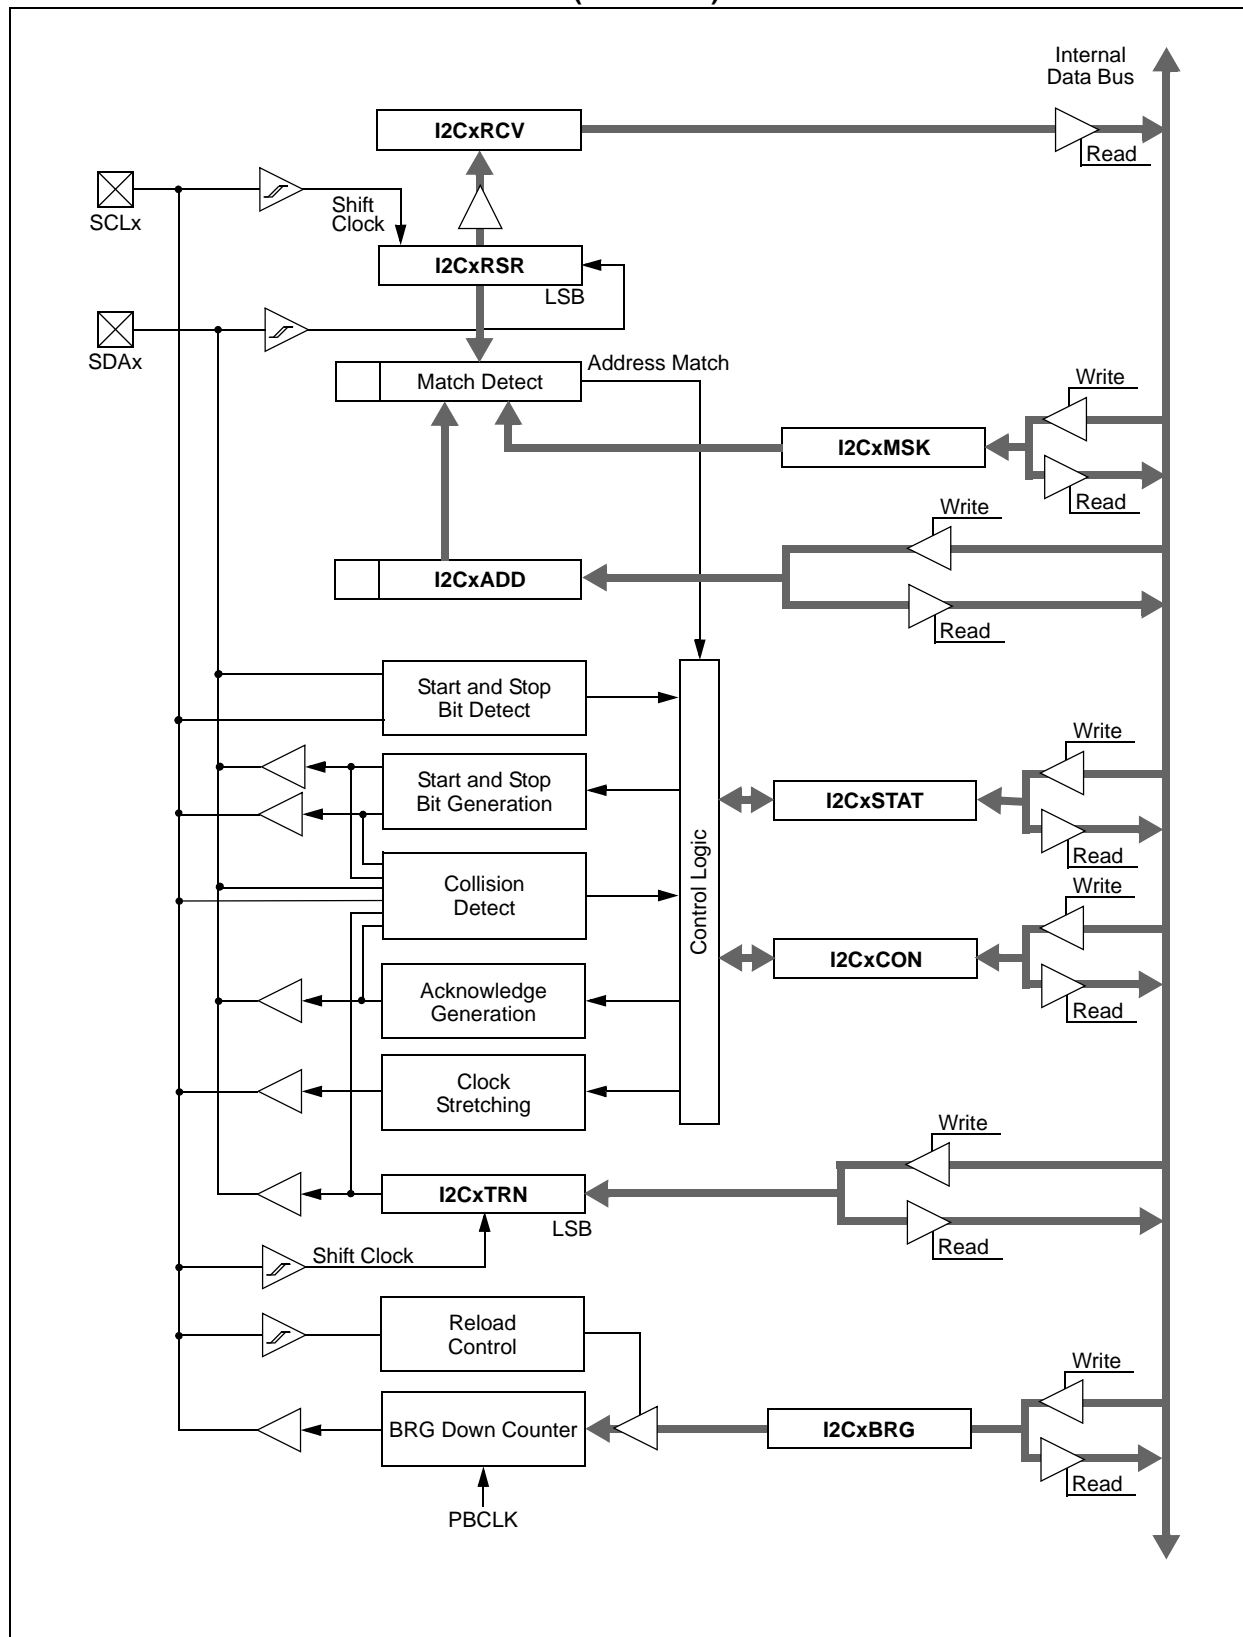 Internal
Data Bus
I2CxRCV
Read
SCLx
Shift
Clock
I2CxRSR
LSB
SDAx
Address Match
Match Detect
Write
I2CxMSK
Read
Write
I2CxADD
Read
Start and Stop
Bit Detect
Write
Start and Stop
Bit Generation
I2CxSTAT
Control Logic
Read
Collision
Detect
Write
I2CxCON
Acknowledge
Generation
Read
Clock
Stretching
Write
I2CxTRN
LSB
Read
Shift Clock
Reload
Control
Write
BRG Down Counter
I2CxBRG
Read
PBCLK